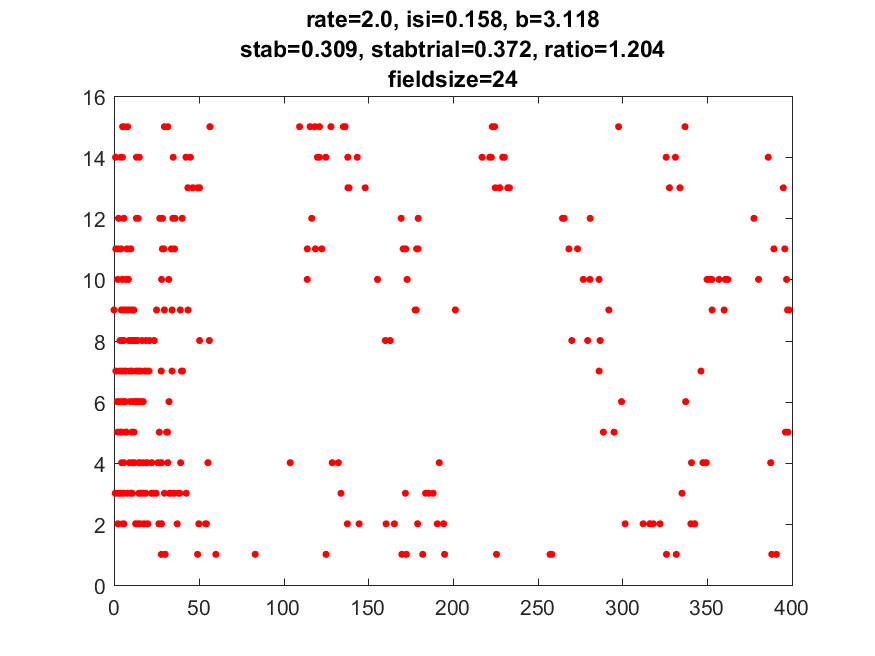 rate=2.0, isi=0.158, b=3.118
stab=0.309, stabtrial=0.372, ratio=1.204
fieldsize=24
16
14
12
10
8
6
4
2
0
0 50 100 150 200 250 300 350 400